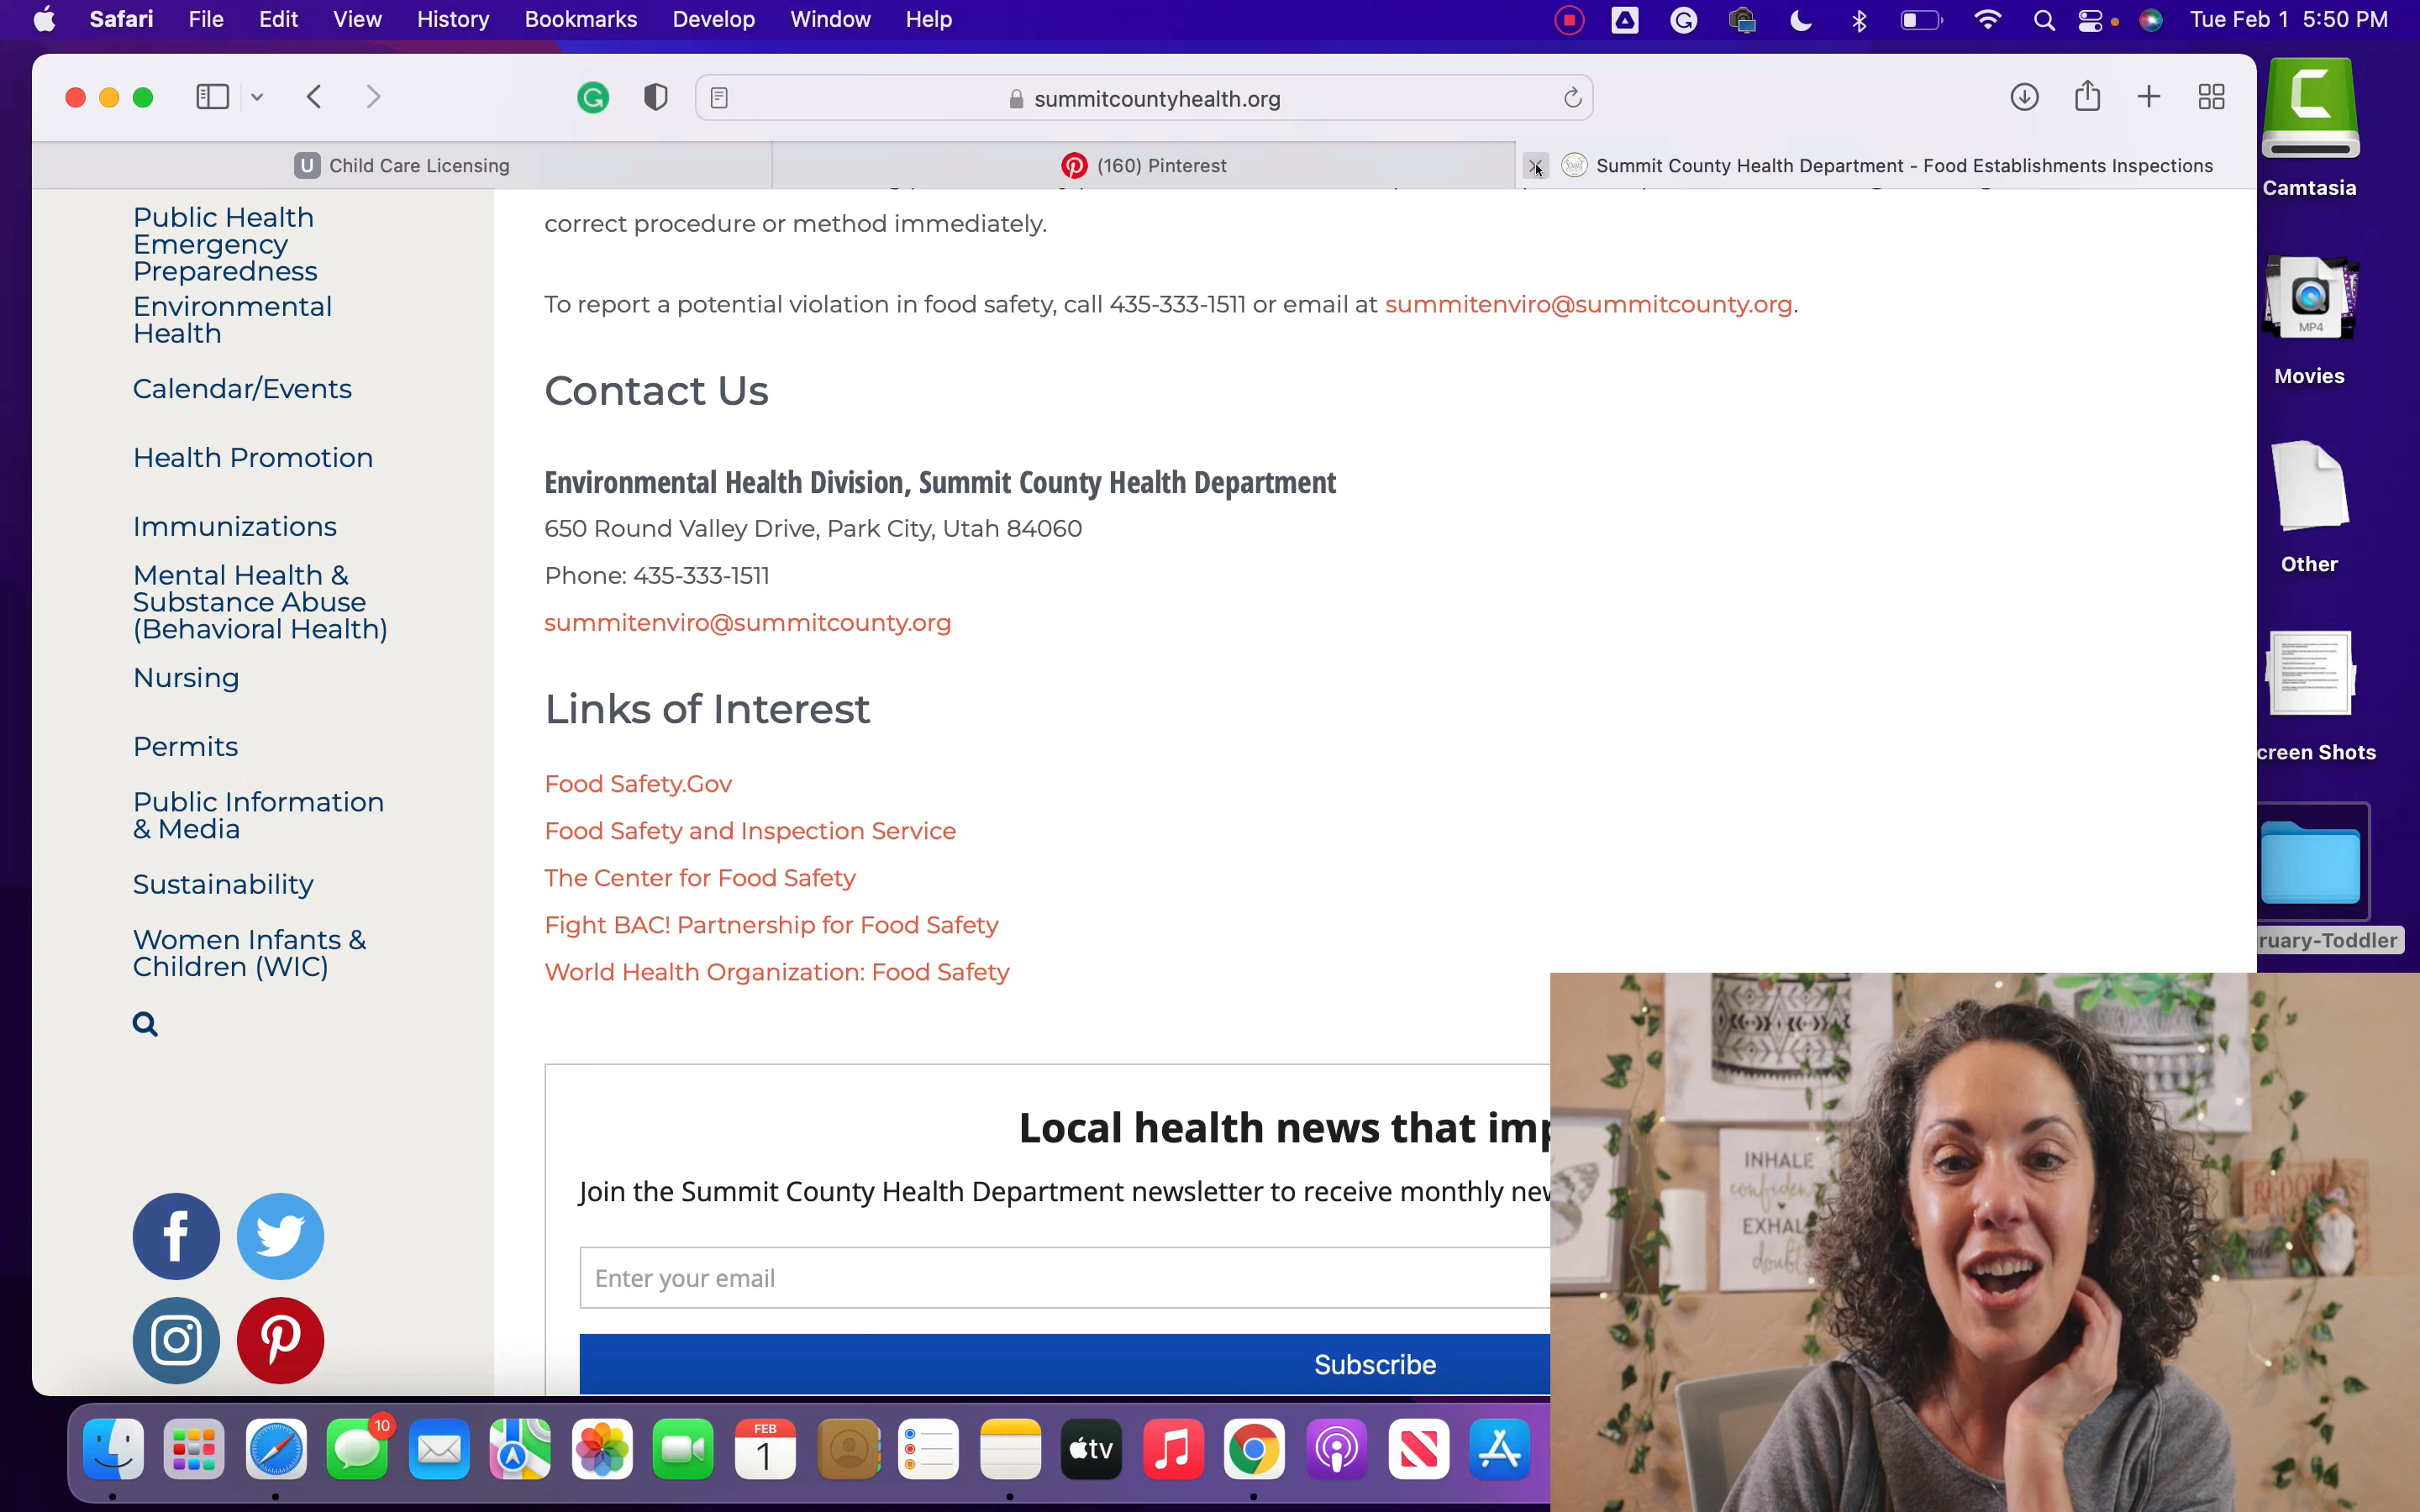 Safari File Edit View History Bookmarks Develop Window Help Tue Feb 1 5:50 PM
summitcountyhealth.org
U Child Care Licensing
(160) Pinterest
Summit County Health Department - Food Establishments Inspections
Public Health
Emergency
Preparedness
Environmental
Health
Calendar/Events
Health Promotion
Immunizations
Mental Health &
Substance Abuse
(Behavioral Health)
Nursing
Permits
Public Information
& Media
Sustainability
Women Infants &
Children (WIC)
correct procedure or method immediately.
To report a potential violation in food safety, call 435-333-1511 or email at summitenviro@summitcounty.org.
Contact Us
Environmental Health Division, Summit County Health Department
650 Round Valley Drive, Park City, Utah 84060
Phone: 435-333-1511
summitenviro@summitcounty.org
Links of Interest
Food Safety.Gov
Food Safety and Inspection Service
The Center for Food Safety
Fight BAC! Partnership for Food Safety
World Health Organization: Food Safety
Local health news that imp
Join the Summit County Health Department newsletter to receive monthly new
Enter your email
Subscribe
Camtasia
MP4
Movies
Other
creen Shots
ruary-Toddler
INHALE
confidence
EXHALE
doubt
10
FEB
1
tv